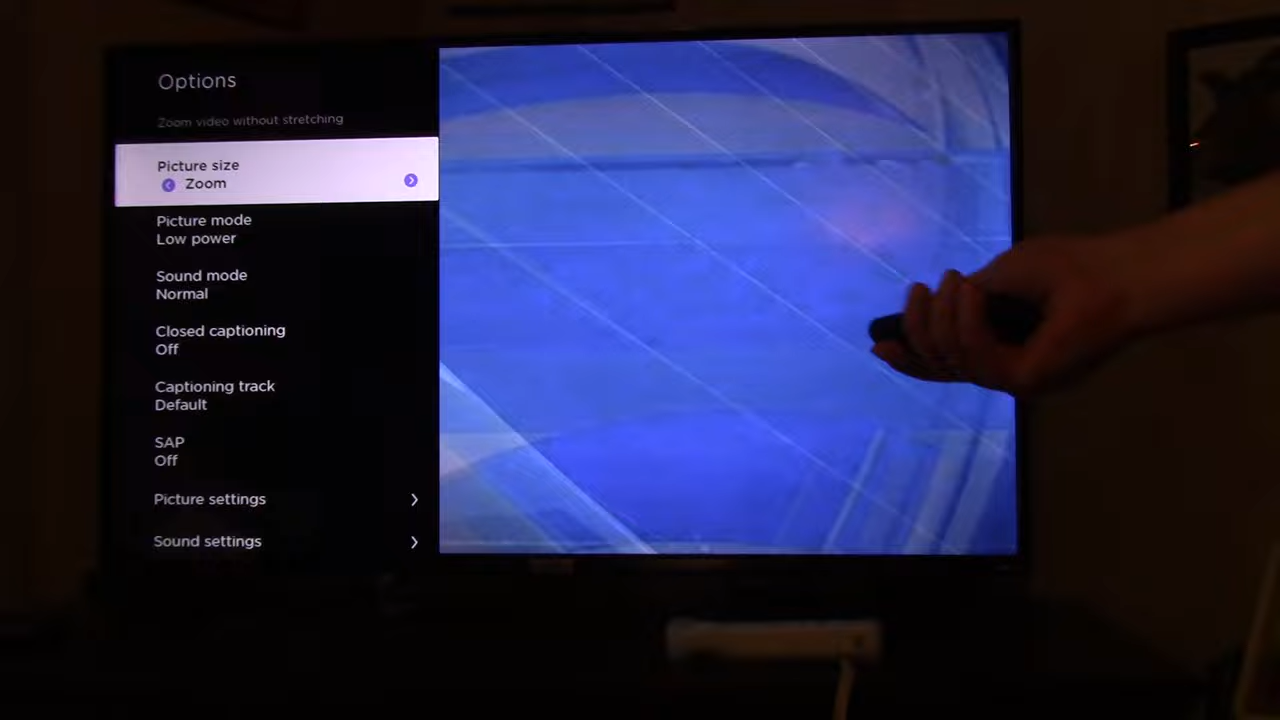 Options
Zoom video without stretching
Picture size
Zoom
Picture mode
Low power
Sound mode
Normal
Closed captioning
Off
Captioning track
Default
SAP
Off
Picture settings
Sound settings